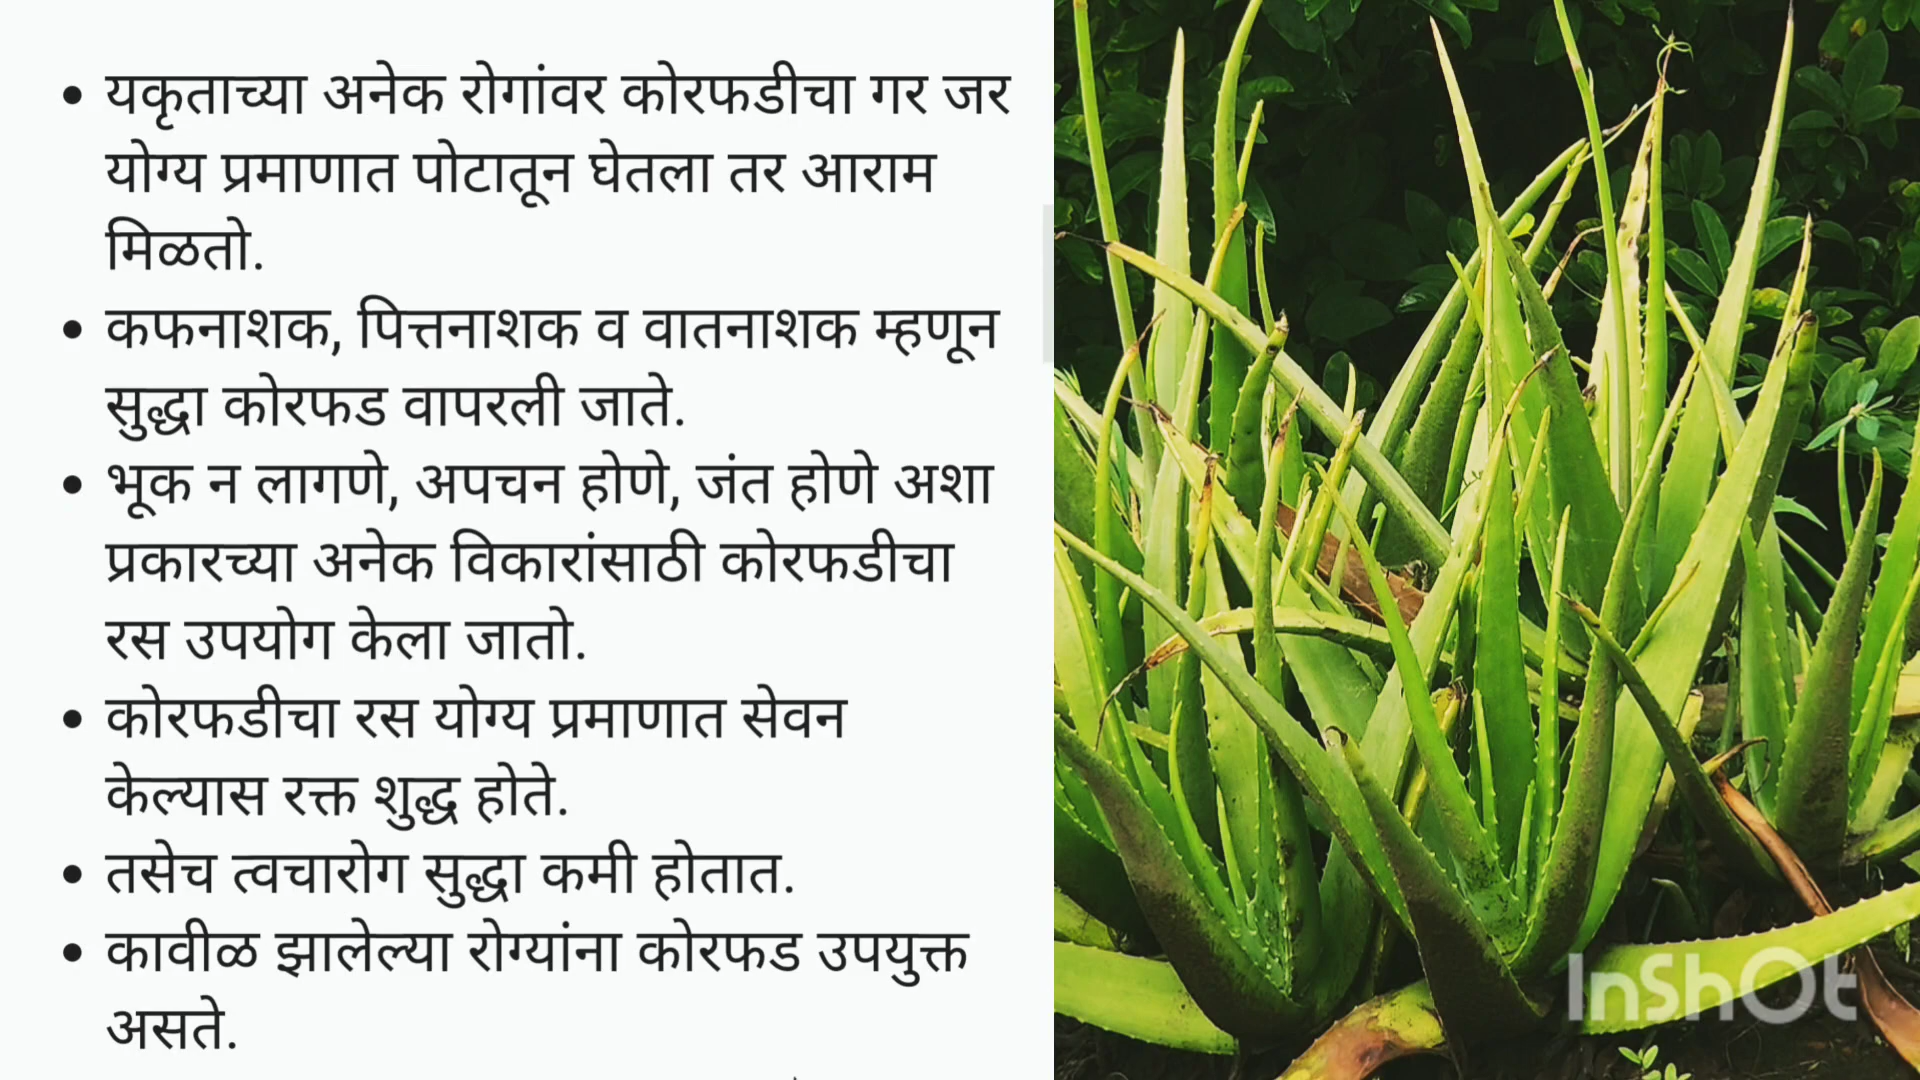 • यकृताच्या अनेक रोगांवर कोरफडीचा गर जर
योग्य प्रमाणात पोटातून घेतला तर आराम
मिळतो.
• कफनाशक, पित्तनाशक व वातनाशक म्हणून
सुद्धा कोरफड वापरली जाते.
• भूक न लागणे, अपचन होणे, जंत होणे अशा
प्रकारच्या अनेक विकारांसाठी कोरफडीचा
रस उपयोग केला जातो.
• कोरफडीचा रस योग्य प्रमाणात सेवन
केल्यास रक्त शुद्ध होते.
• तसेच त्वचारोग सुद्धा कमी होतात.
• कावीळ झालेल्या रोग्यांना कोरफड उपयुक्त
असते.
InShOt